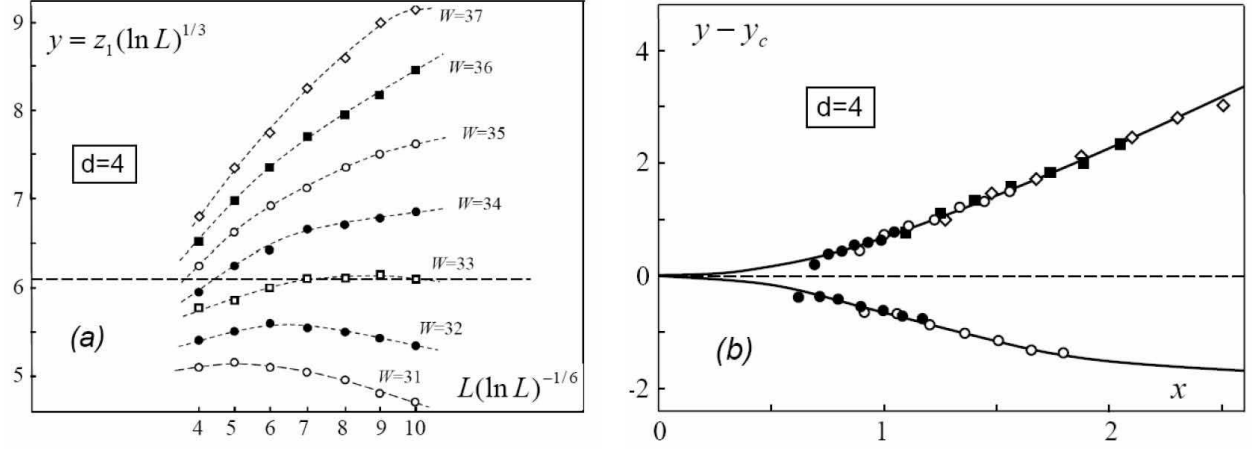 y = z₁(ln L)^{1/3}
d=4
(a)
9
8
7
6
5
W=37
W=36
W=35
W=34
W=33
W=32
W=31
L(ln L)^{−1/6}
4 5 6 7 8 9 10
y − y_c
d=4
(b)
4
2
0
-2
x
0 1 2